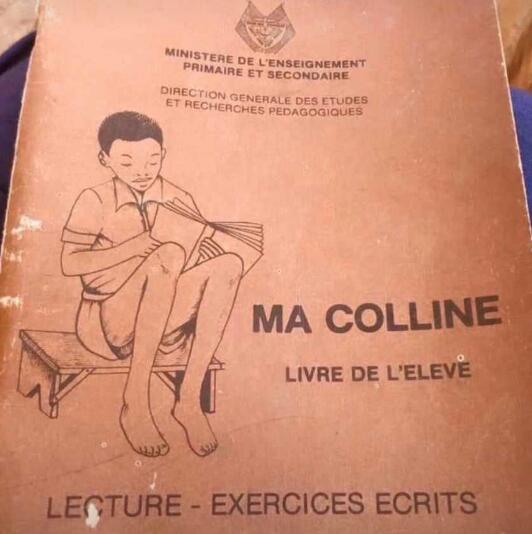 MINISTERE DE L'ENSEIGNEMENT
PRIMAIRE ET SECONDAIRE
DIRECTION GENERALE DES ETUDES
ET RECHERCHES PEDAGOGIQUES
MA COLLINE
LIVRE DE L'ELEVE
LECTURE - EXERCICES ECRITS